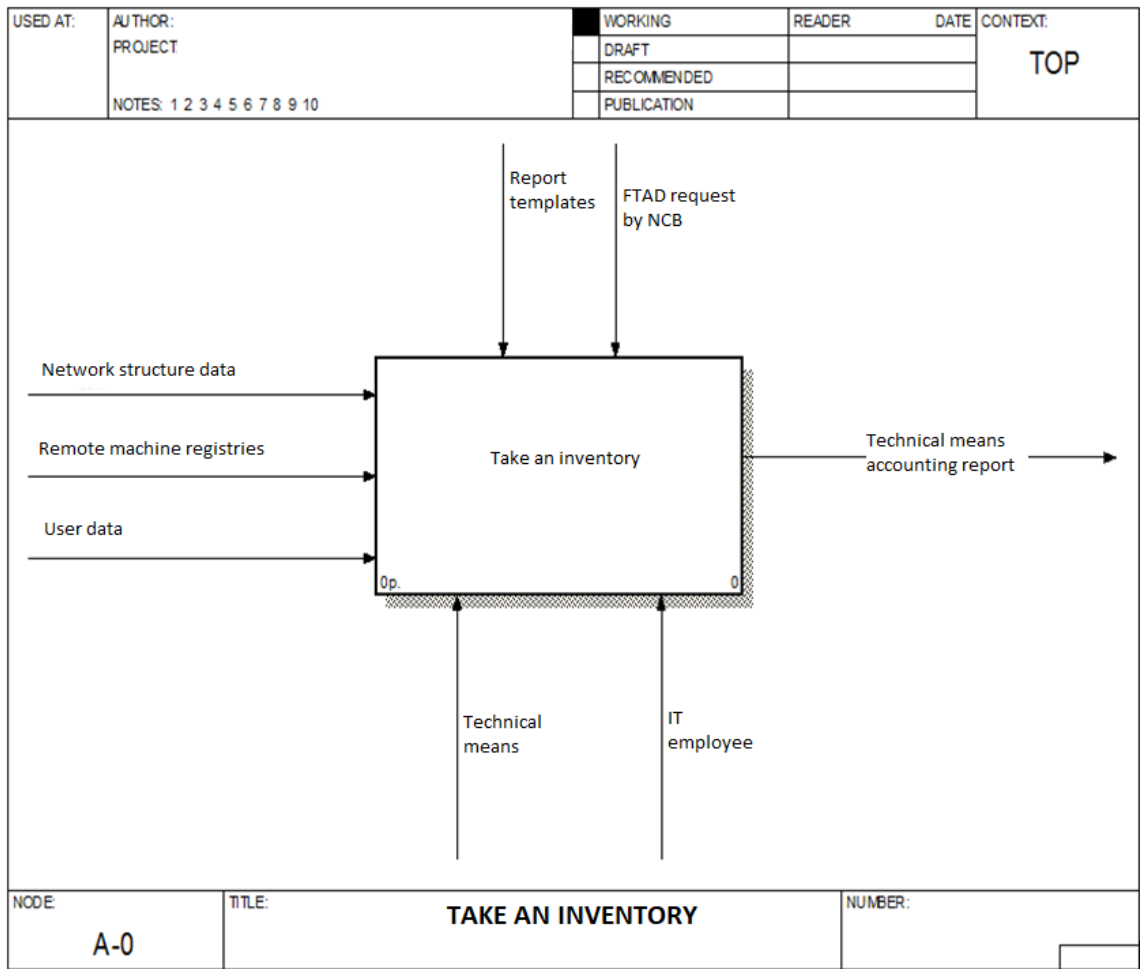 USED AT:
AUTHOR:
PROJECT:
NOTES: 1 2 3 4 5 6 7 8 9 10
WORKING
DRAFT
RECOMMENDED
PUBLICATION
READER DATE
CONTEXT:
TOP
Report
templates
FTAD request
by NCB
Network structure data
Remote machine registries
User data
Take an inventory
0p.
0
Technical means
accounting report
Technical
means
IT
employee
NODE:
A-0
TITLE:
TAKE AN INVENTORY
NUMBER: